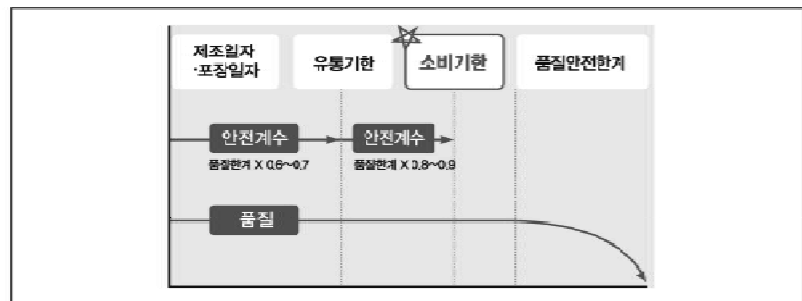 제조일자
·포장일자
유통기한
소비기한
품질안전한계
안전계수
안전계수
품질한계 X 0.6~0.7
품질한계 X 0.8~0.9
품질